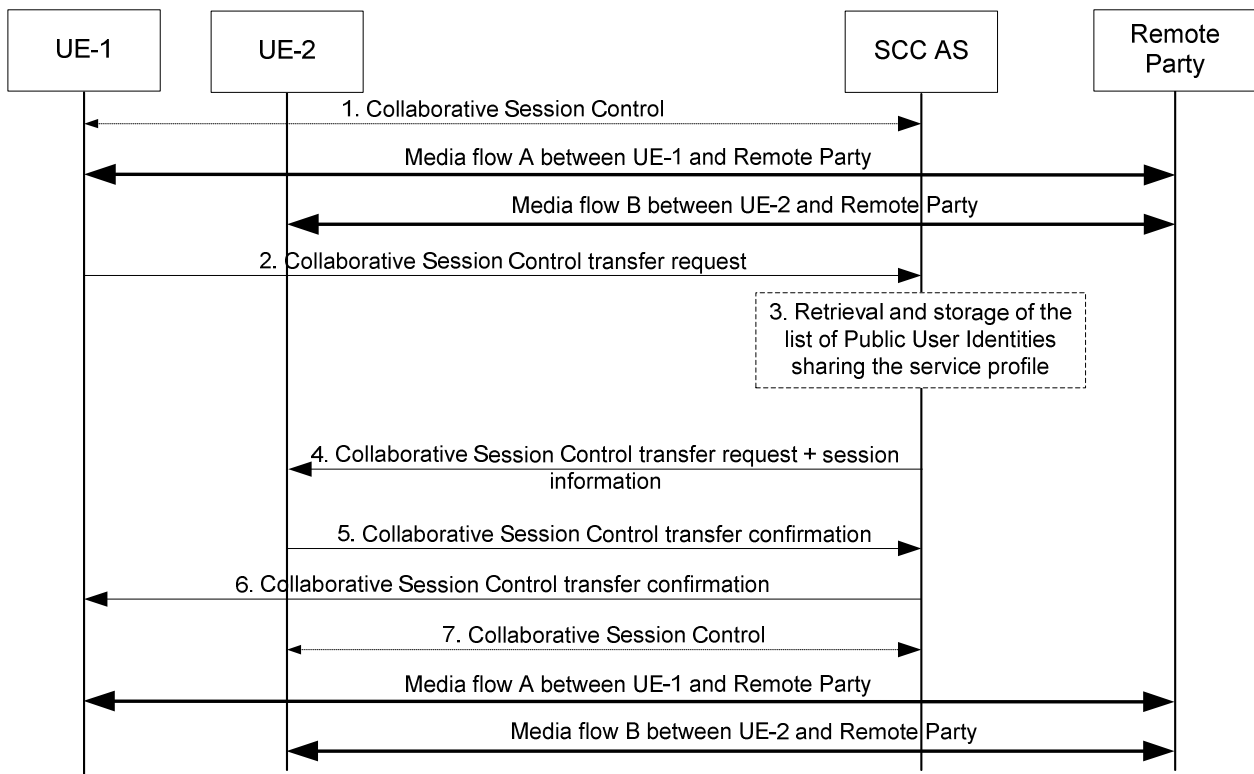 UE-1
UE-2
SCC AS
Remote
Party
1. Collaborative Session Control
Media flow A between UE-1 and Remote Party
Media flow B between UE-2 and Remote Party
2. Collaborative Session Control transfer request
3. Retrieval and storage of the
list of Public User Identities
sharing the service profile
4. Collaborative Session Control transfer request + session
information
5. Collaborative Session Control transfer confirmation
6. Collaborative Session Control transfer confirmation
7. Collaborative Session Control
Media flow A between UE-1 and Remote Party
Media flow B between UE-2 and Remote Party